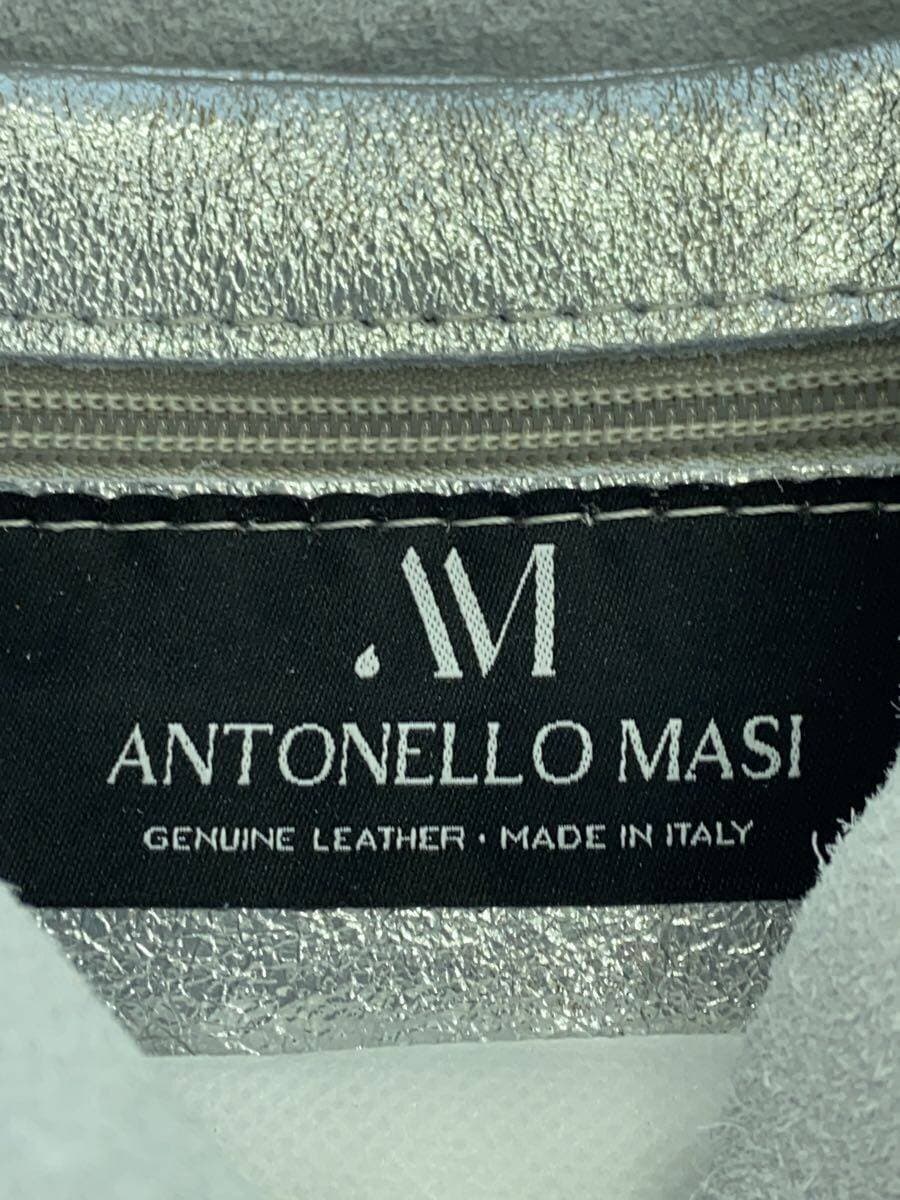 AM
ANTONELLO MASI
GENUINE LEATHER · MADE IN ITALY